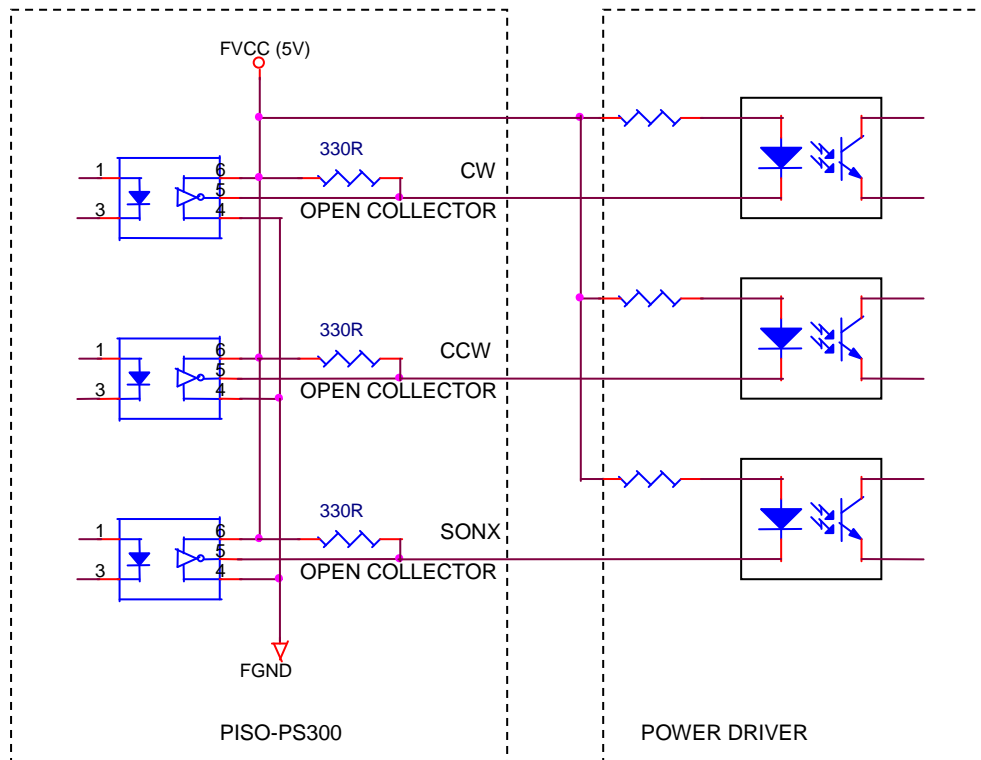 FVCC (5V)
330R
CW
1
6
5
3
4
OPEN COLLECTOR
330R
CCW
1
6
5
3
4
OPEN COLLECTOR
330R
SONX
1
6
5
3
4
OPEN COLLECTOR
FGND
PISO-PS300
POWER DRIVER